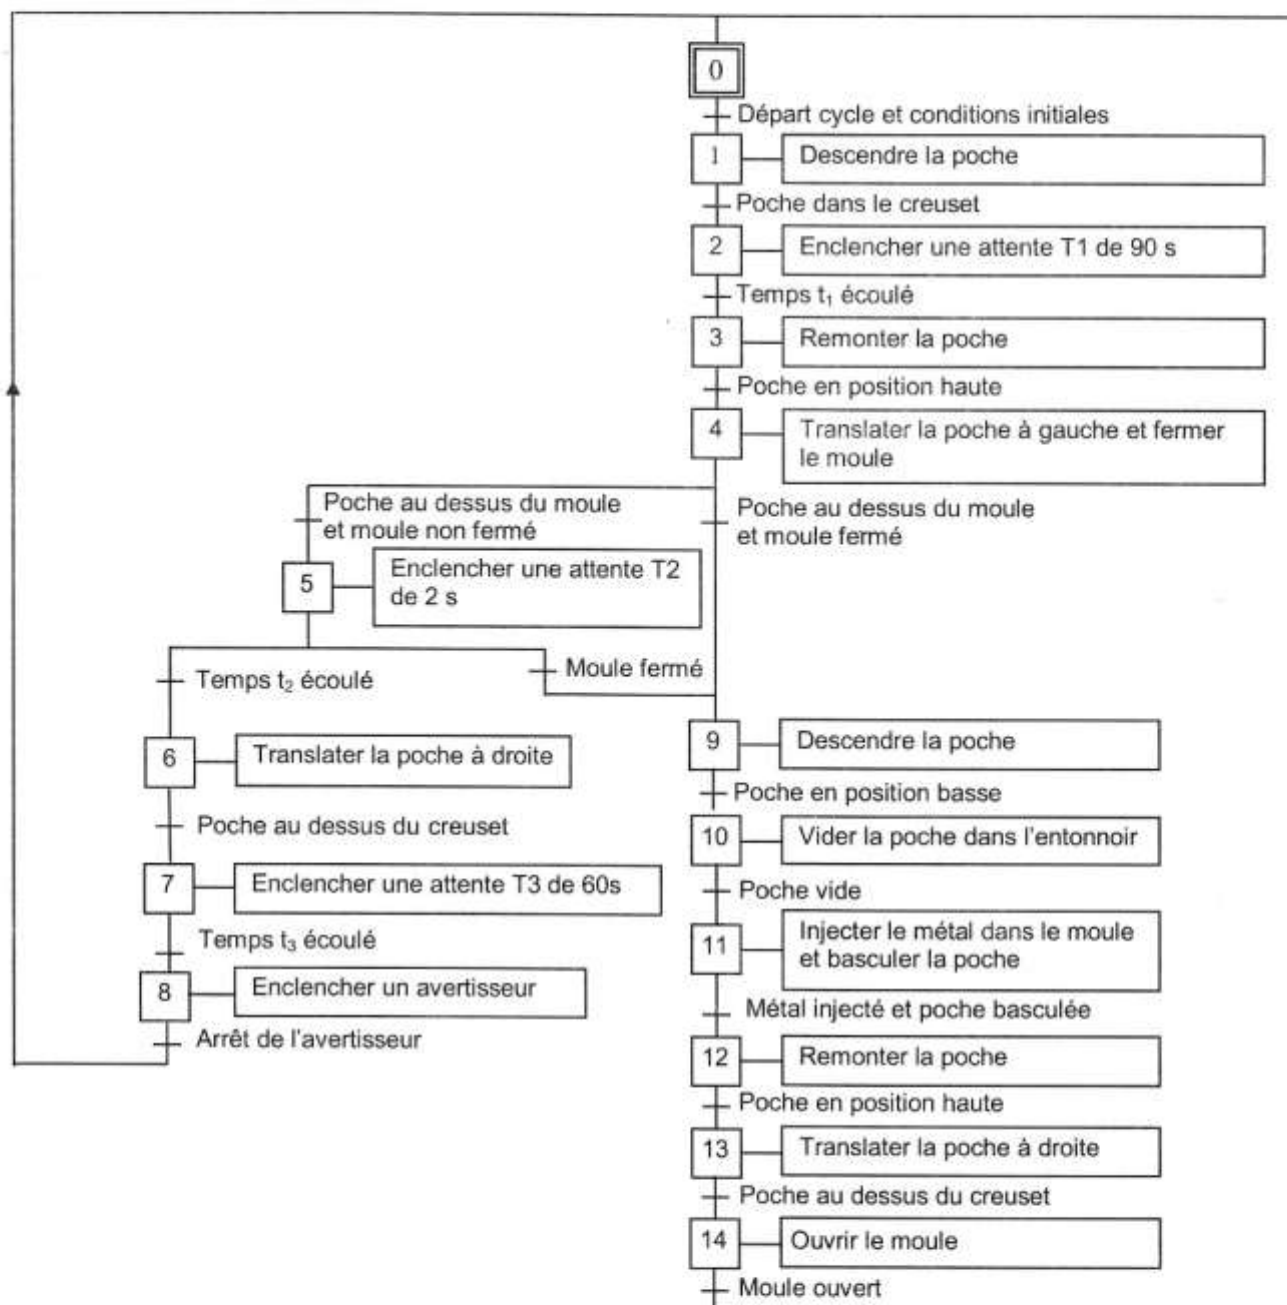 0
Départ cycle et conditions initiales
1
Descendre la poche
Poche dans le creuset
2
Enclencher une attente T1 de 90 s
Temps t₁ écoulé
3
Remonter la poche
Poche en position haute
4
Translater la poche à gauche et fermer
le moule
Poche au dessus du moule
et moule non fermé
Poche au dessus du moule
et moule fermé
5
Enclencher une attente T2
de 2 s
Temps t₂ écoulé
Moule fermé
6
Translater la poche à droite
Poche au dessus du creuset
7
Enclencher une attente T3 de 60s
Temps t₃ écoulé
8
Enclencher un avertisseur
Arrêt de l'avertisseur
9
Descendre la poche
Poche en position basse
10
Vider la poche dans l'entonnoir
Poche vide
11
Injecter le métal dans le moule
et basculer la poche
Métal injecté et poche basculée
12
Remonter la poche
Poche en position haute
13
Translater la poche à droite
Poche au dessus du creuset
14
Ouvrir le moule
Moule ouvert